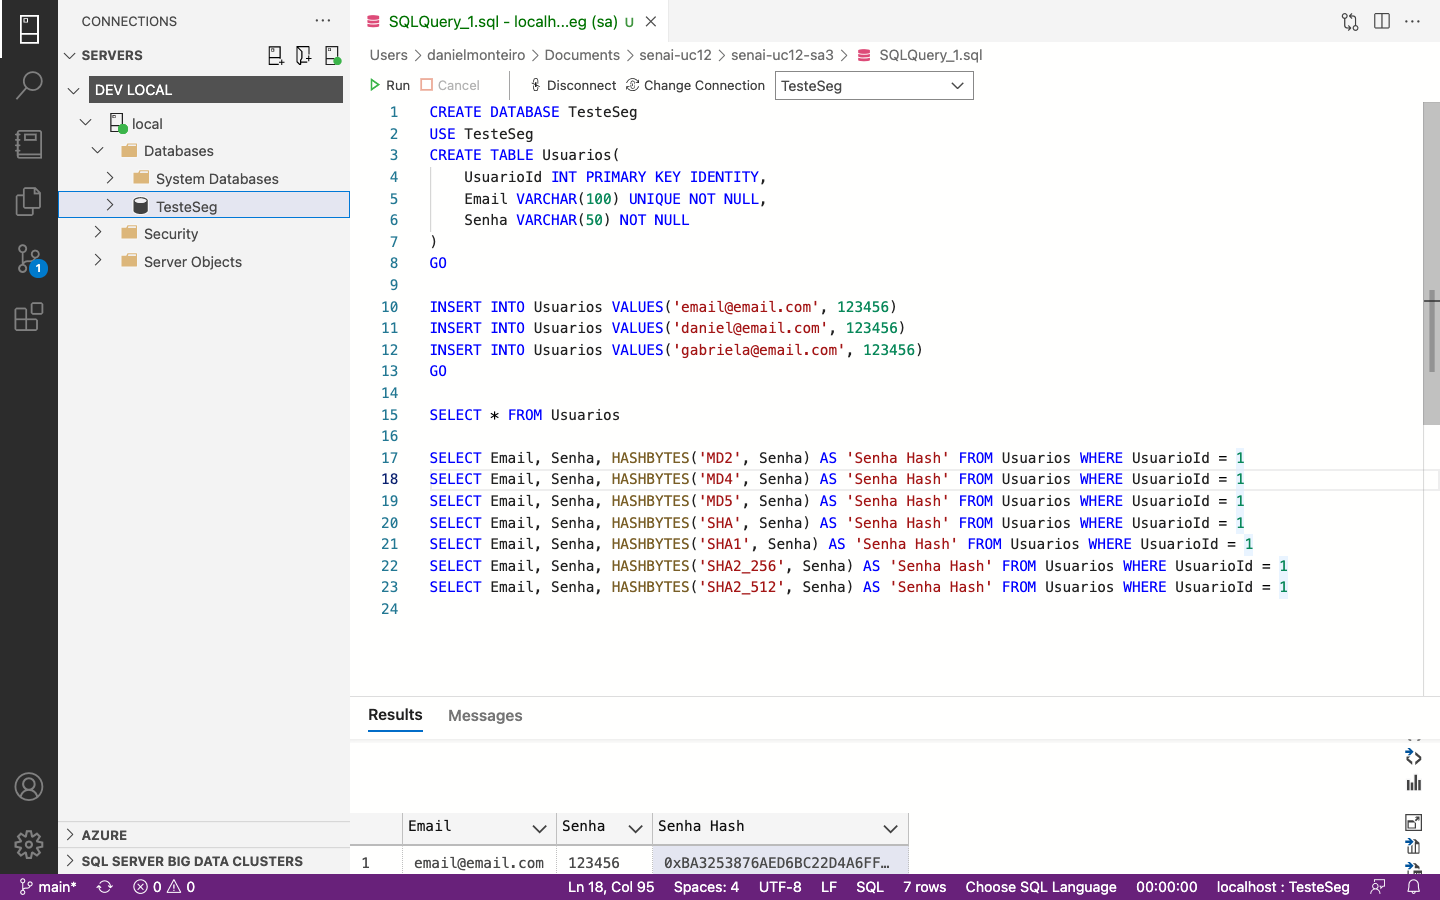 CONNECTIONS
SERVERS
DEV LOCAL
local
Databases
System Databases
TesteSeg
Security
Server Objects
1
AZURE
SQL SERVER BIG DATA CLUSTERS
SQLQuery_1.sql - localh...eg (sa) U
Users > danielmonteiro > Documents > senai-uc12 > senai-uc12-sa3 > SQLQuery_1.sql
Run Cancel Disconnect Change Connection TesteSeg
1 CREATE DATABASE TesteSeg
2 USE TesteSeg
3 CREATE TABLE Usuarios(
4 UsuarioId INT PRIMARY KEY IDENTITY,
5 Email VARCHAR(100) UNIQUE NOT NULL,
6 Senha VARCHAR(50) NOT NULL
7 )
8 GO
9
10 INSERT INTO Usuarios VALUES('email@email.com', 123456)
11 INSERT INTO Usuarios VALUES('daniel@email.com', 123456)
12 INSERT INTO Usuarios VALUES('gabriela@email.com', 123456)
13 GO
14
15 SELECT * FROM Usuarios
16
17 SELECT Email, Senha, HASHBYTES('MD2', Senha) AS 'Senha Hash' FROM Usuarios WHERE UsuarioId = 1
18 SELECT Email, Senha, HASHBYTES('MD4', Senha) AS 'Senha Hash' FROM Usuarios WHERE UsuarioId = 1
19 SELECT Email, Senha, HASHBYTES('MD5', Senha) AS 'Senha Hash' FROM Usuarios WHERE UsuarioId = 1
20 SELECT Email, Senha, HASHBYTES('SHA', Senha) AS 'Senha Hash' FROM Usuarios WHERE UsuarioId = 1
21 SELECT Email, Senha, HASHBYTES('SHA1', Senha) AS 'Senha Hash' FROM Usuarios WHERE UsuarioId = 1
22 SELECT Email, Senha, HASHBYTES('SHA2_256', Senha) AS 'Senha Hash' FROM Usuarios WHERE UsuarioId = 1
23 SELECT Email, Senha, HASHBYTES('SHA2_512', Senha) AS 'Senha Hash' FROM Usuarios WHERE UsuarioId = 1
24
Results Messages
Email Senha Senha Hash
1 email@email.com 123456 0xBA3253876AED6BC22D4A6FF…
main* 0 0 Ln 18, Col 95 Spaces: 4 UTF-8 LF SQL 7 rows Choose SQL Language 00:00:00 localhost : TesteSeg